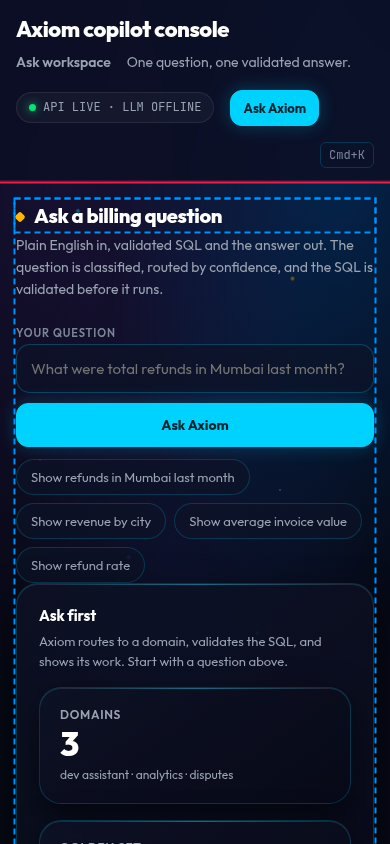 Axiom copilot console
Ask workspace One question, one validated answer.
API LIVE · LLM OFFLINE Ask Axiom
Cmd+K
Ask a billing question
Plain English in, validated SQL and the answer out. The
question is classified, routed by confidence, and the SQL is
validated before it runs.
YOUR QUESTION
What were total refunds in Mumbai last month?
Ask Axiom
Show refunds in Mumbai last month
Show revenue by city Show average invoice value
Show refund rate
Ask first
Axiom routes to a domain, validates the SQL, and
shows its work. Start with a question above.
DOMAINS
3
dev assistant · analytics · disputes